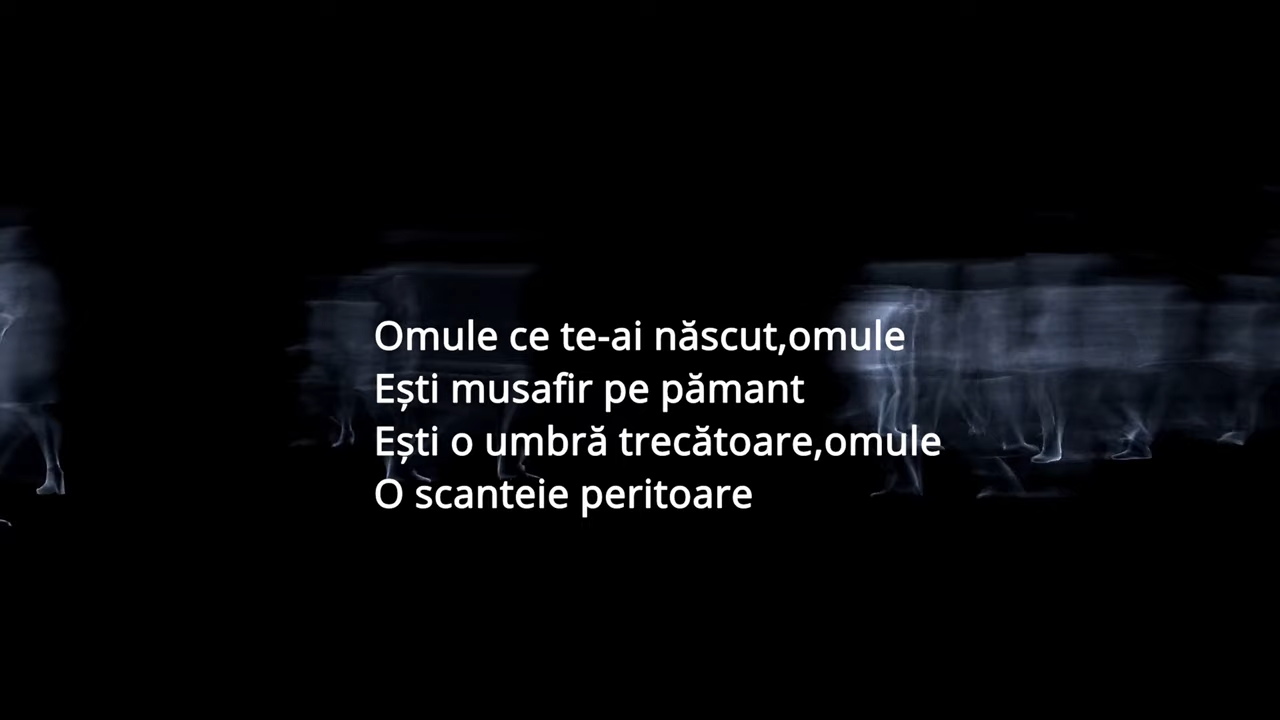 Omule ce te-ai născut,omule
Ești musafir pe pămant
Ești o umbră trecătoare,omule
O scanteie peritoare